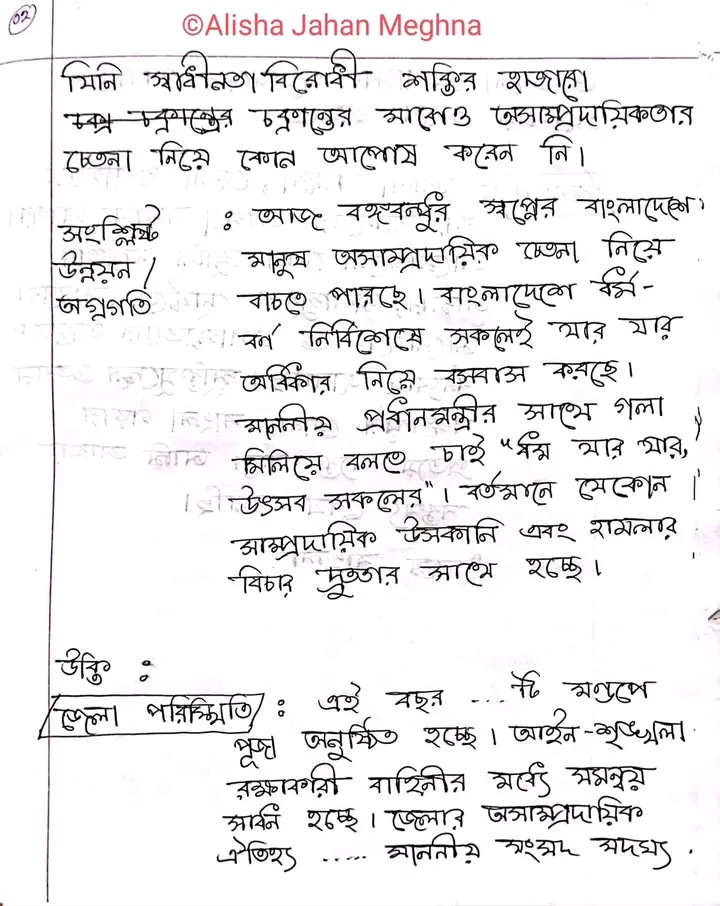 02
©Alisha Jahan Meghna
যিনি স্বাধীনতা বিরোধী শক্তির হাজারো
চক্র চক্রান্তের চক্রান্তের মাঝেও অসাম্প্রদায়িকতার
চেতনা নিয়ে কোন আপোষ করেন নি।
সংশ্লিষ্ট উন্নয়ন / অগ্রগতি : আজ বঙ্গবন্ধুর স্বপ্নের বাংলাদেশে
মানুষ অসাম্প্রদায়িক চেতনা নিয়ে
বাচতে পারছে। বাংলাদেশে ধর্ম-
বর্ন নির্বিশেষে সকলেই যার যার
অধিকার নিয়ে বসবাস করছে।
মাননীয় প্রধানমন্ত্রীর সাথে গলা
মিলিয়ে বলতে চাই "ধর্ম যার যার,
উৎসব সকলের"। বর্তমানে যেকোন
সাম্প্রদায়িক উসকানি এবং হামলার
বিচার দ্রুততার সাথে হচ্ছে।
উক্তি :
জেলা পরিস্থিতি : এই বছর ... টি মণ্ডপে
পূজা অনুষ্ঠিত হচ্ছে। আইন-শৃঙ্খলা
রক্ষাকারী বাহিনীর মধ্যে সমন্বয়
সাধন হচ্ছে। জেলার অসাম্প্রদায়িক
ঐতিহ্য ..... মাননীয় সংসদ সদস্য .